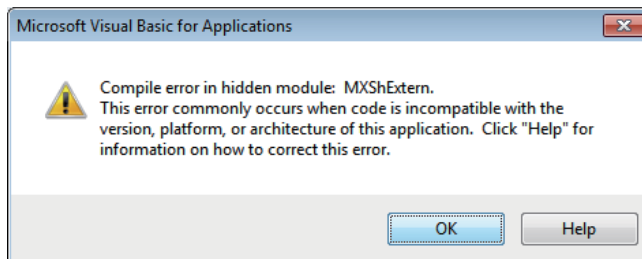 Microsoft Visual Basic for Applications
Compile error in hidden module:  MXShExtern.
This error commonly occurs when code is incompatible with the
version, platform, or architecture of this application.  Click "Help" for
information on how to correct this error.
OK
Help